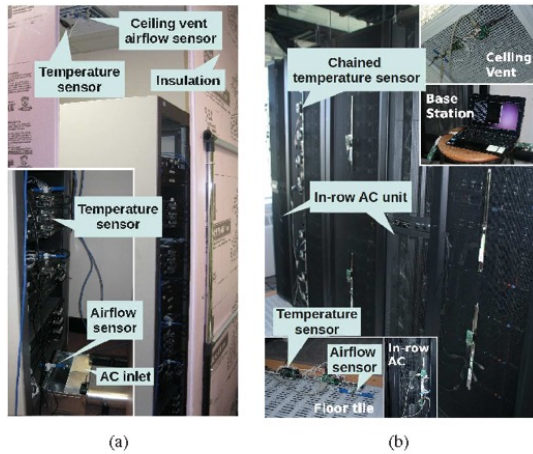 Ceiling vent
airflow sensor
Temperature
sensor
Insulation
Temperature
sensor
Airflow
sensor
AC inlet
(a)
Chained
temperature sensor
Ceiling
Vent
Base
Station
In-row AC unit
Temperature
sensor
Airflow
sensor
Floor tile
In-row
AC
(b)